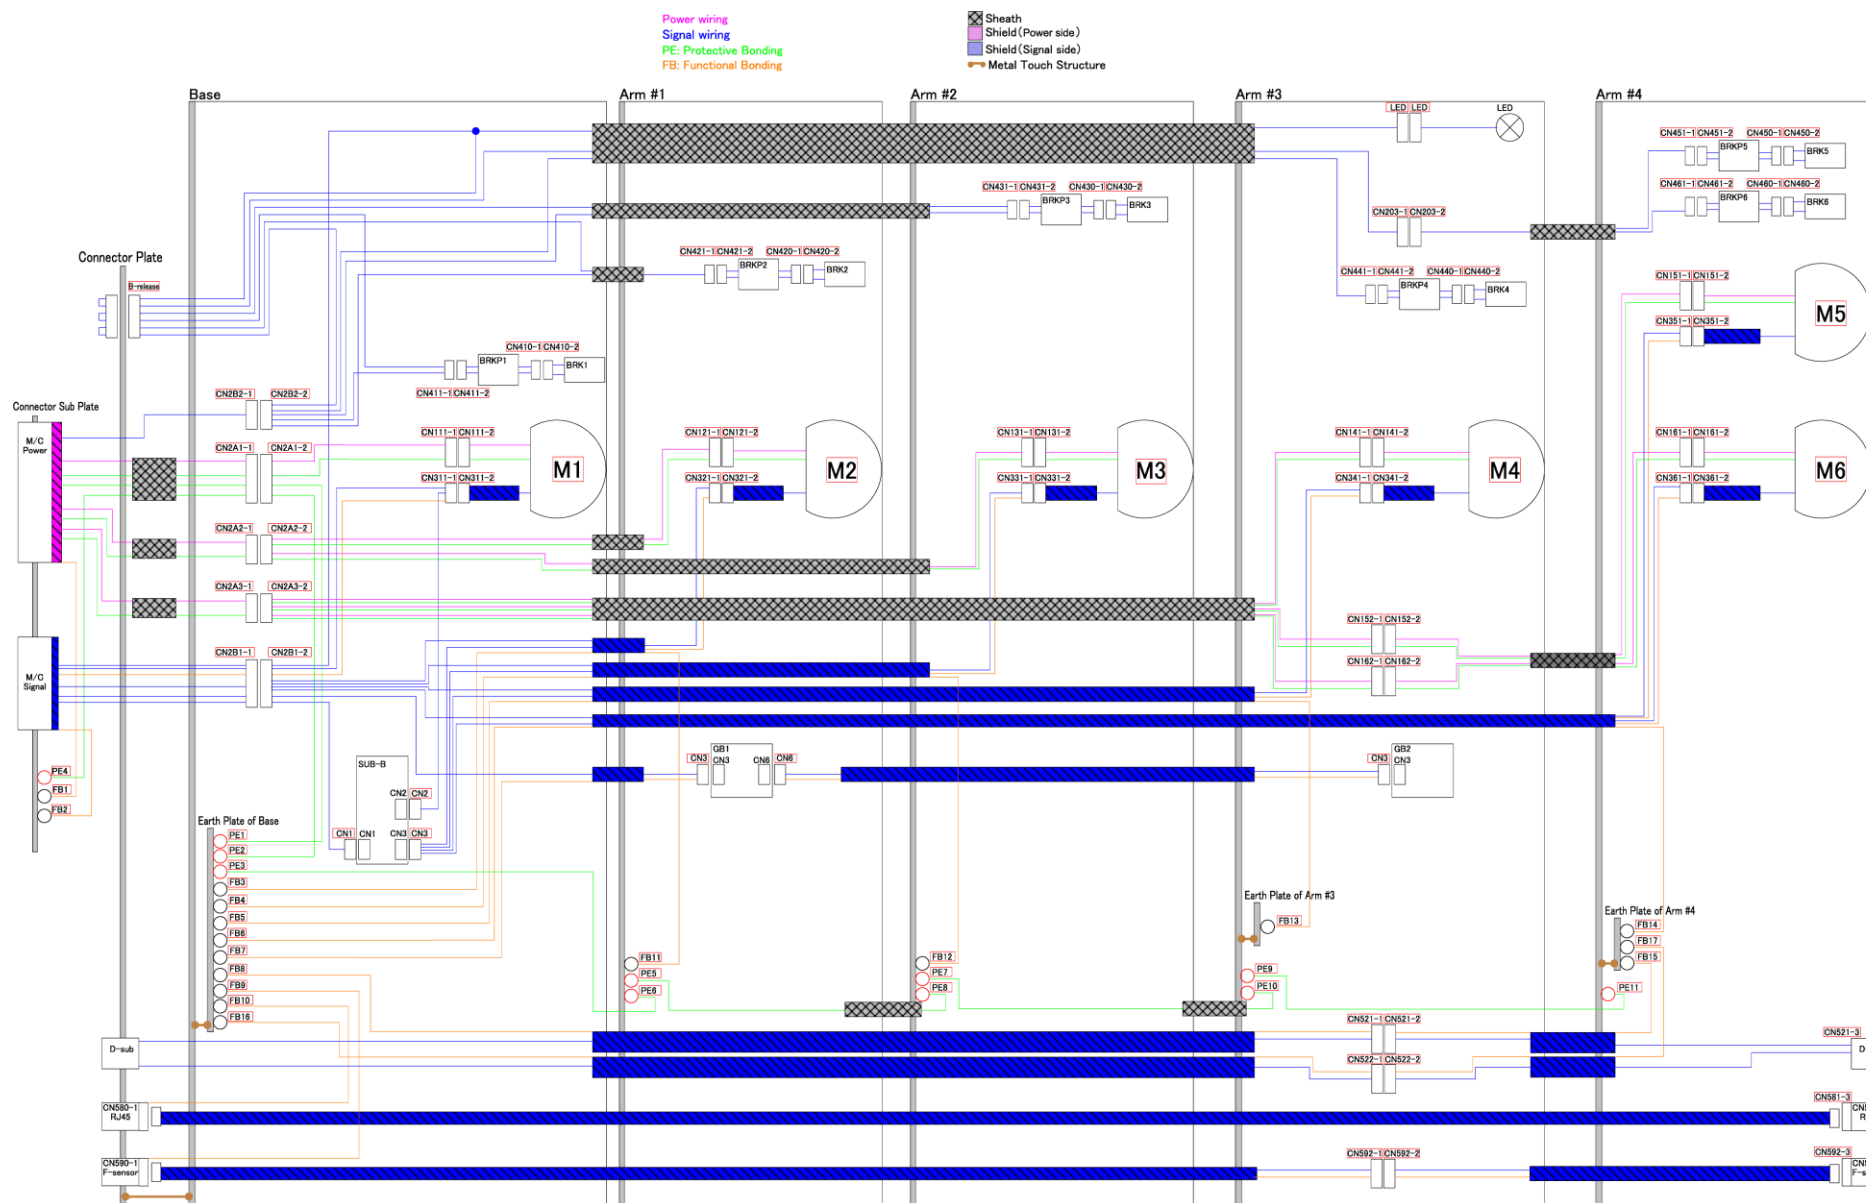 Power wiring
Signal wiring
PE: Protective Bonding
FB: Functional Bonding
Sheath
Shield(Power side)
Shield(Signal side)
Metal Touch Structure
Base
Arm #1
Arm #2
Arm #3
Arm #4
LED LED
LED
CN451-1 CN451-2
CN450-1 CN450-2
BRKP5
BRK5
CN461-1 CN461-2
CN460-1 CN460-2
BRKP6
BRK6
CN431-1 CN431-2
CN430-1 CN430-2
BRKP3
BRK3
CN203-1 CN203-2
CN421-1 CN421-2
CN420-1 CN420-2
BRKP2
BRK2
CN441-1 CN441-2
CN440-1 CN440-2
BRKP4
BRK4
Connector Plate
B-release
CN151-1 CN151-2
M5
CN351-1 CN351-2
CN410-1 CN410-2
BRKP1
BRK1
CN411-1 CN411-2
Connector Sub Plate
CN2B2-1
CN2B2-2
M/C
Power
CN2A1-1
CN2A1-2
CN111-1 CN111-2
M1
CN311-1 CN311-2
CN121-1 CN121-2
M2
CN321-1 CN321-2
CN131-1 CN131-2
M3
CN331-1 CN331-2
CN141-1 CN141-2
M4
CN341-1 CN341-2
CN161-1 CN161-2
M6
CN361-1 CN361-2
CN2A2-1
CN2A2-2
CN2A3-1
CN2A3-2
CN152-1 CN152-2
CN162-1 CN162-2
CN2B1-1
CN2B1-2
M/C
Signal
PE4
FB1
FB2
SUB-B
CN2
CN2
CN1
CN1
CN3
CN3
GB1
CN3
CN3
CN6
CN6
GB2
CN3
CN3
Earth Plate of Base
PE1
PE2
PE3
FB3
FB4
FB5
FB6
FB7
FB8
FB9
FB10
FB16
FB11
PE5
PE6
FB12
PE7
PE8
Earth Plate of Arm #3
FB13
PE9
PE10
Earth Plate of Arm #4
FB14
FB17
FB15
PE11
D-sub
CN521-1 CN521-2
CN521-3
D
CN522-1 CN522-2
CN580-1
RJ45
CN581-3
CN5
R
CN590-1
F-sensor
CN592-1 CN592-2
CN592-3
CN5
F-s